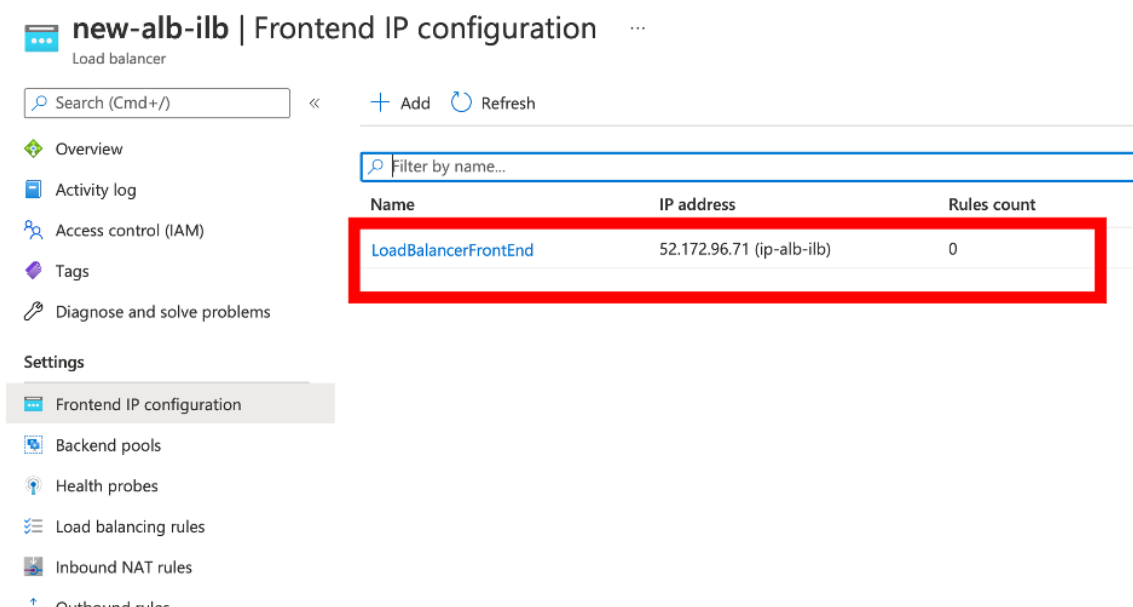 new-alb-ilb | Frontend IP configuration ...
Load balancer
Search (Cmd+/) «
Add Refresh
Overview
Activity log
Access control (IAM)
Tags
Diagnose and solve problems
Settings
Frontend IP configuration
Backend pools
Health probes
Load balancing rules
Inbound NAT rules
Outbound rules
Filter by name...
Name IP address Rules count
LoadBalancerFrontEnd 52.172.96.71 (ip-alb-ilb) 0